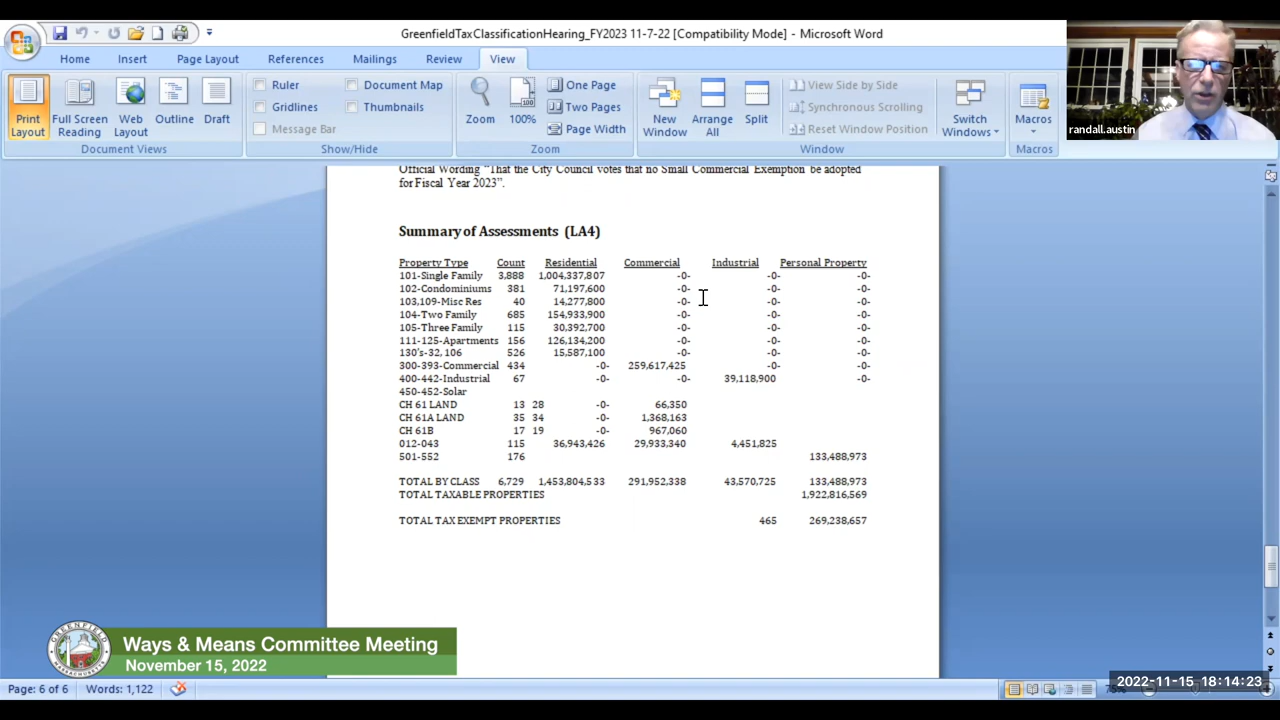 GreenfieldTaxClassificationHearing_FY2023 11-7-22 [Compatibility Mode] - Microsoft Word
Home Insert Page Layout References Mailings Review View
Ruler Document Map One Page View Side by Side
Gridlines Thumbnails Two Pages Synchronous Scrolling
Message Bar Page Width Reset Window Position
Print Layout Full Screen Reading Web Layout Outline Draft Zoom 100% New Window Arrange All Split Switch Windows Macros
Document Views Show/Hide Zoom Window Macros
randall.austin
Official Wording "That the City Council votes that no Small Commercial Exemption be adopted
for Fiscal Year 2023".
Summary of Assessments (LA4)
Property Type Count Residential Commercial Industrial Personal Property
101-Single Family 3,888 1,004,337,807 -0- -0- -0-
102-Condominiums 381 71,197,600 -0- -0- -0-
103,109-Misc Res 40 14,277,800 -0- -0- -0-
104-Two Family 685 154,933,900 -0- -0- -0-
105-Three Family 115 30,392,700 -0- -0- -0-
111-125-Apartments 156 126,134,200 -0- -0- -0-
130's-32, 106 526 15,587,100 -0- -0- -0-
300-393-Commercial 434 -0- 259,617,425 -0- -0-
400-442-Industrial 67 -0- -0- 39,118,900 -0-
450-452-Solar
CH 61 LAND 13 28 -0- 66,350
CH 61A LAND 35 34 -0- 1,368,163
CH 61B 17 19 -0- 967,060
012-043 115 36,943,426 29,933,340 4,451,825
501-552 176 133,488,973
TOTAL BY CLASS 6,729 1,453,804,533 291,952,338 43,570,725 133,488,973
TOTAL TAXABLE PROPERTIES 1,922,816,569
TOTAL TAX EXEMPT PROPERTIES 465 269,238,657
GREENFIELD
Ways & Means Committee Meeting
November 15, 2022
Page: 6 of 6 Words: 1,122
2022-11-15 18:14:23